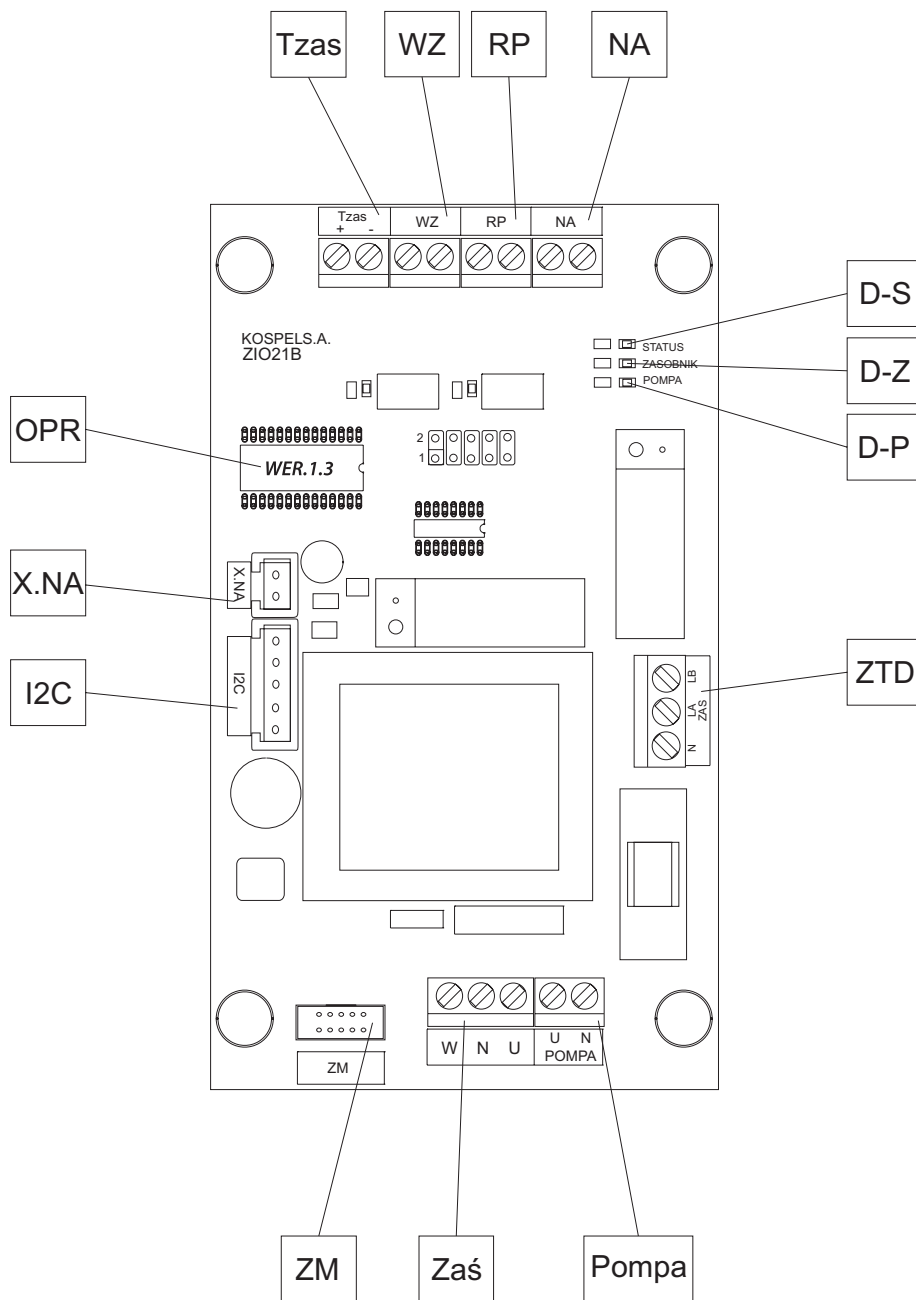 Tzas WZ RP NA
Tzas WZ RP NA
+ -
D-S
KOSPELS.A.
ZIO21B
STATUS
ZASOBNIK
POMPA
D-Z
D-P
OPR
WER.1.3
2
1
X.NA
X.NA
I2C
I2C
LB
LA
ZAS
N
ZTD
W N U
U N
POMPA
ZM
ZM Zaś Pompa